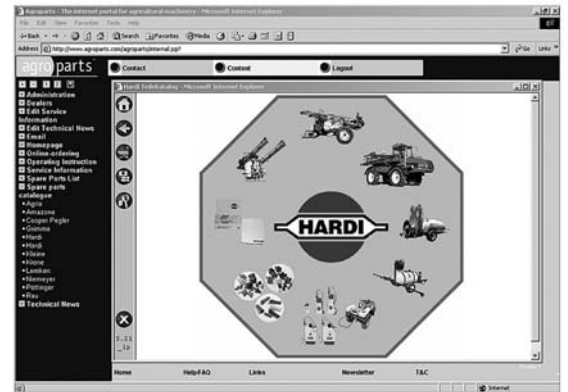 Agroparts - The internet portal for agricultural machinery - Microsoft Internet Explorer
File Edit View Favorites Tools Help
Back Search Favorites Media
Address http://www.agroparts.com/agroparts/internal.jsp? Go Links
agroparts
Contact Content Logout
Hardi Teilekatalog - Microsoft Internet Explorer
Administration
Dealers
Edit Service
Information
Edit Technical News
Email
Homepage
Online-ordering
Operating Instruction
Service Information
Spare Parts List
Spare parts
catalogue
Agria
Amazone
Cooper Pegler
Gemma
Hardi
Hardi
Kleine
Krone
Lemken
Niemeyer
Pöttinger
Rau
Technical News
HARDI
5.21
_ip
Home Help/FAQ Links Newsletter T&C
Internet